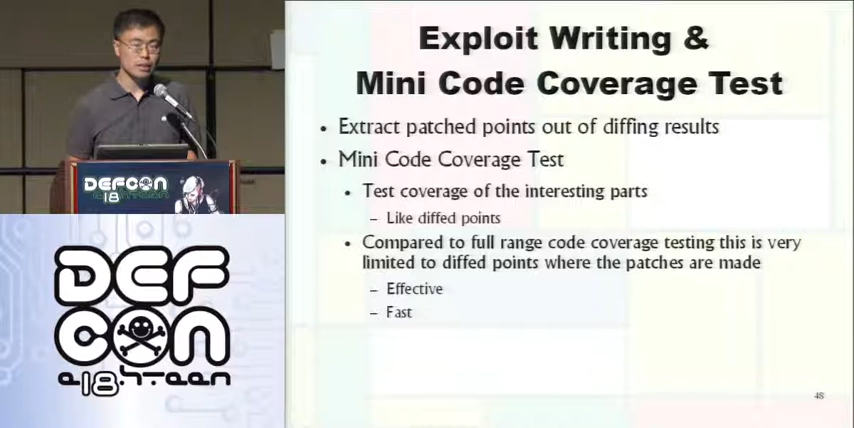 Exploit Writing &
Mini Code Coverage Test
• Extract patched points out of diffing results
• Mini Code Coverage Test
• Test coverage of the interesting parts
– Like diffed points
• Compared to full range code coverage testing this is very
limited to diffed points where the patches are made
– Effective
– Fast
48
DEFCON
18
DEF
CON
e18hteen